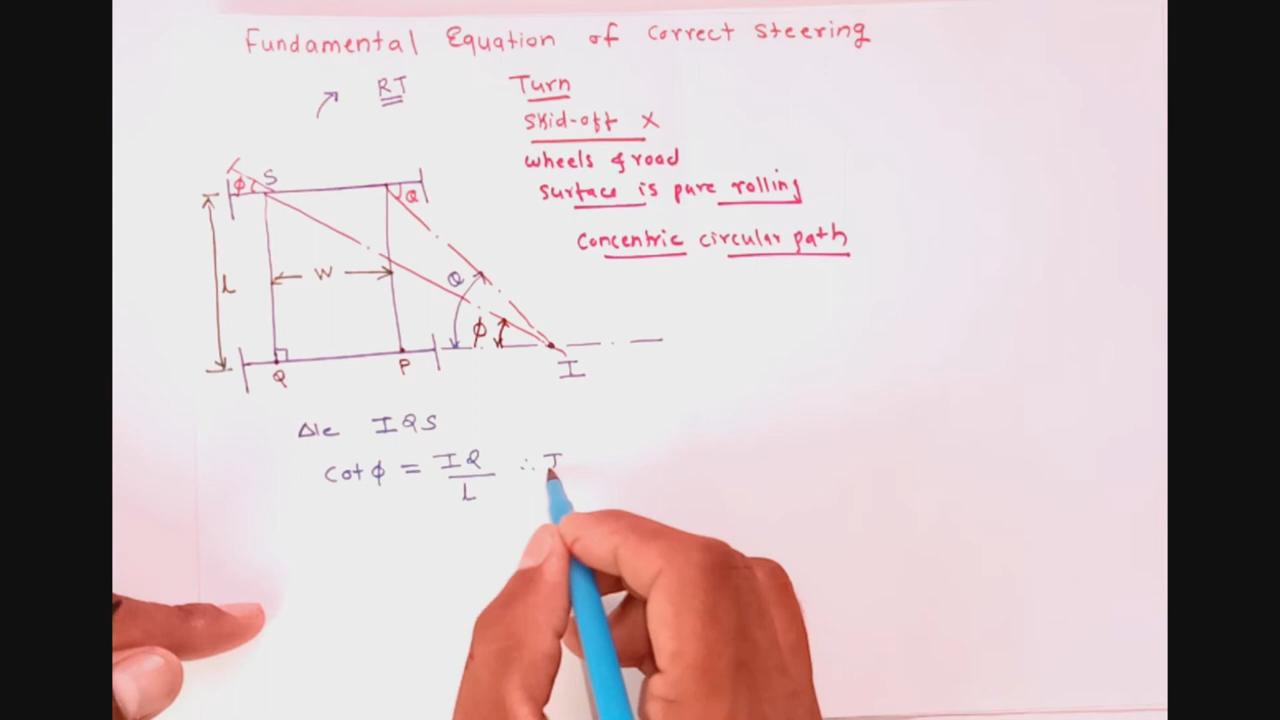 Fundamental Equation of correct steering
RT
Turn
Skid-off X
wheels & road
surface is pure rolling
concentric circular path
ϕ S
Q
L
W
Q
ϕ
Q
P
I
Δle IQS
cot ϕ = IQ/L ∴ I